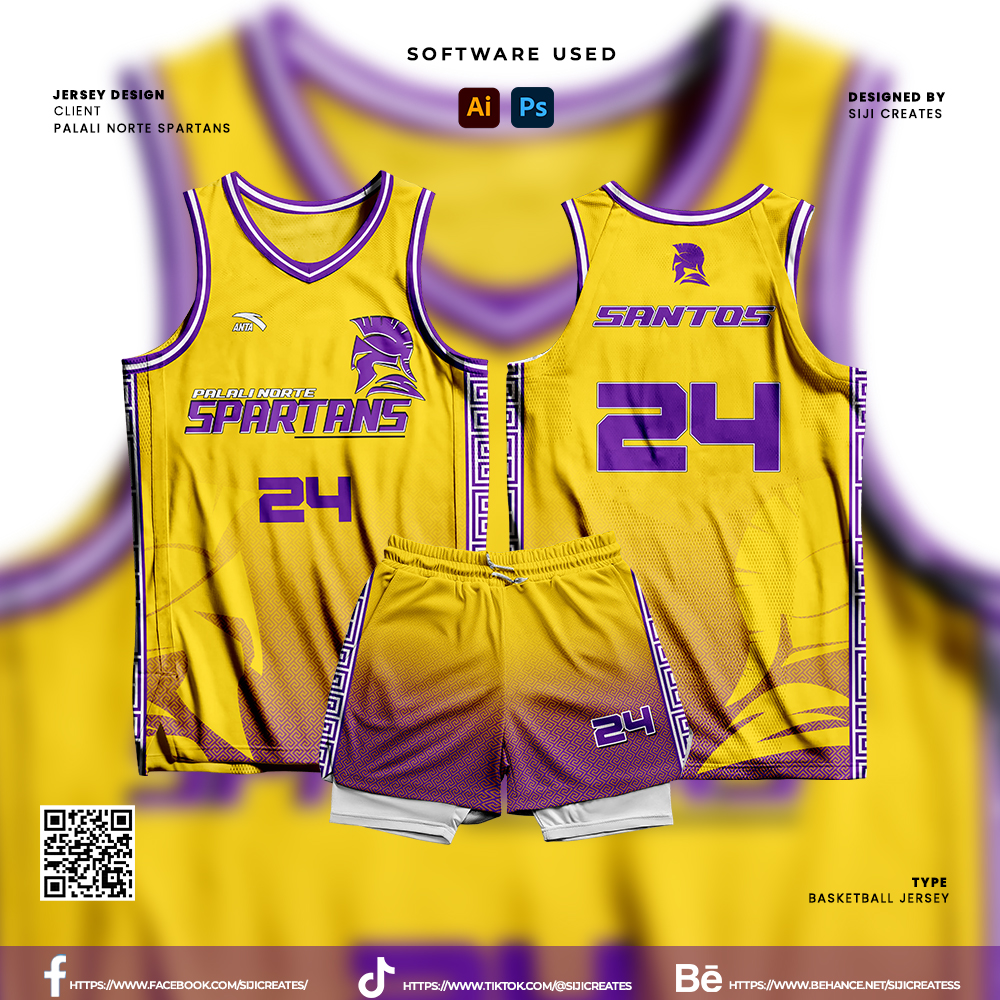 SOFTWARE USED
JERSEY DESIGN
CLIENT
PALALI NORTE SPARTANS
Ai Ps
DESIGNED BY
SIJI CREATES
ANTA
PALALI NORTE
SPARTANS
24
SANTOS
24
24
TYPE
BASKETBALL JERSEY
HTTPS://WWW.FACEBOOK.COM/SIJICREATES/
HTTPS://WWW.TIKTOK.COM/@SIJICREATES
Bē HTTPS://WWW.BEHANCE.NET/SIJICREATESS